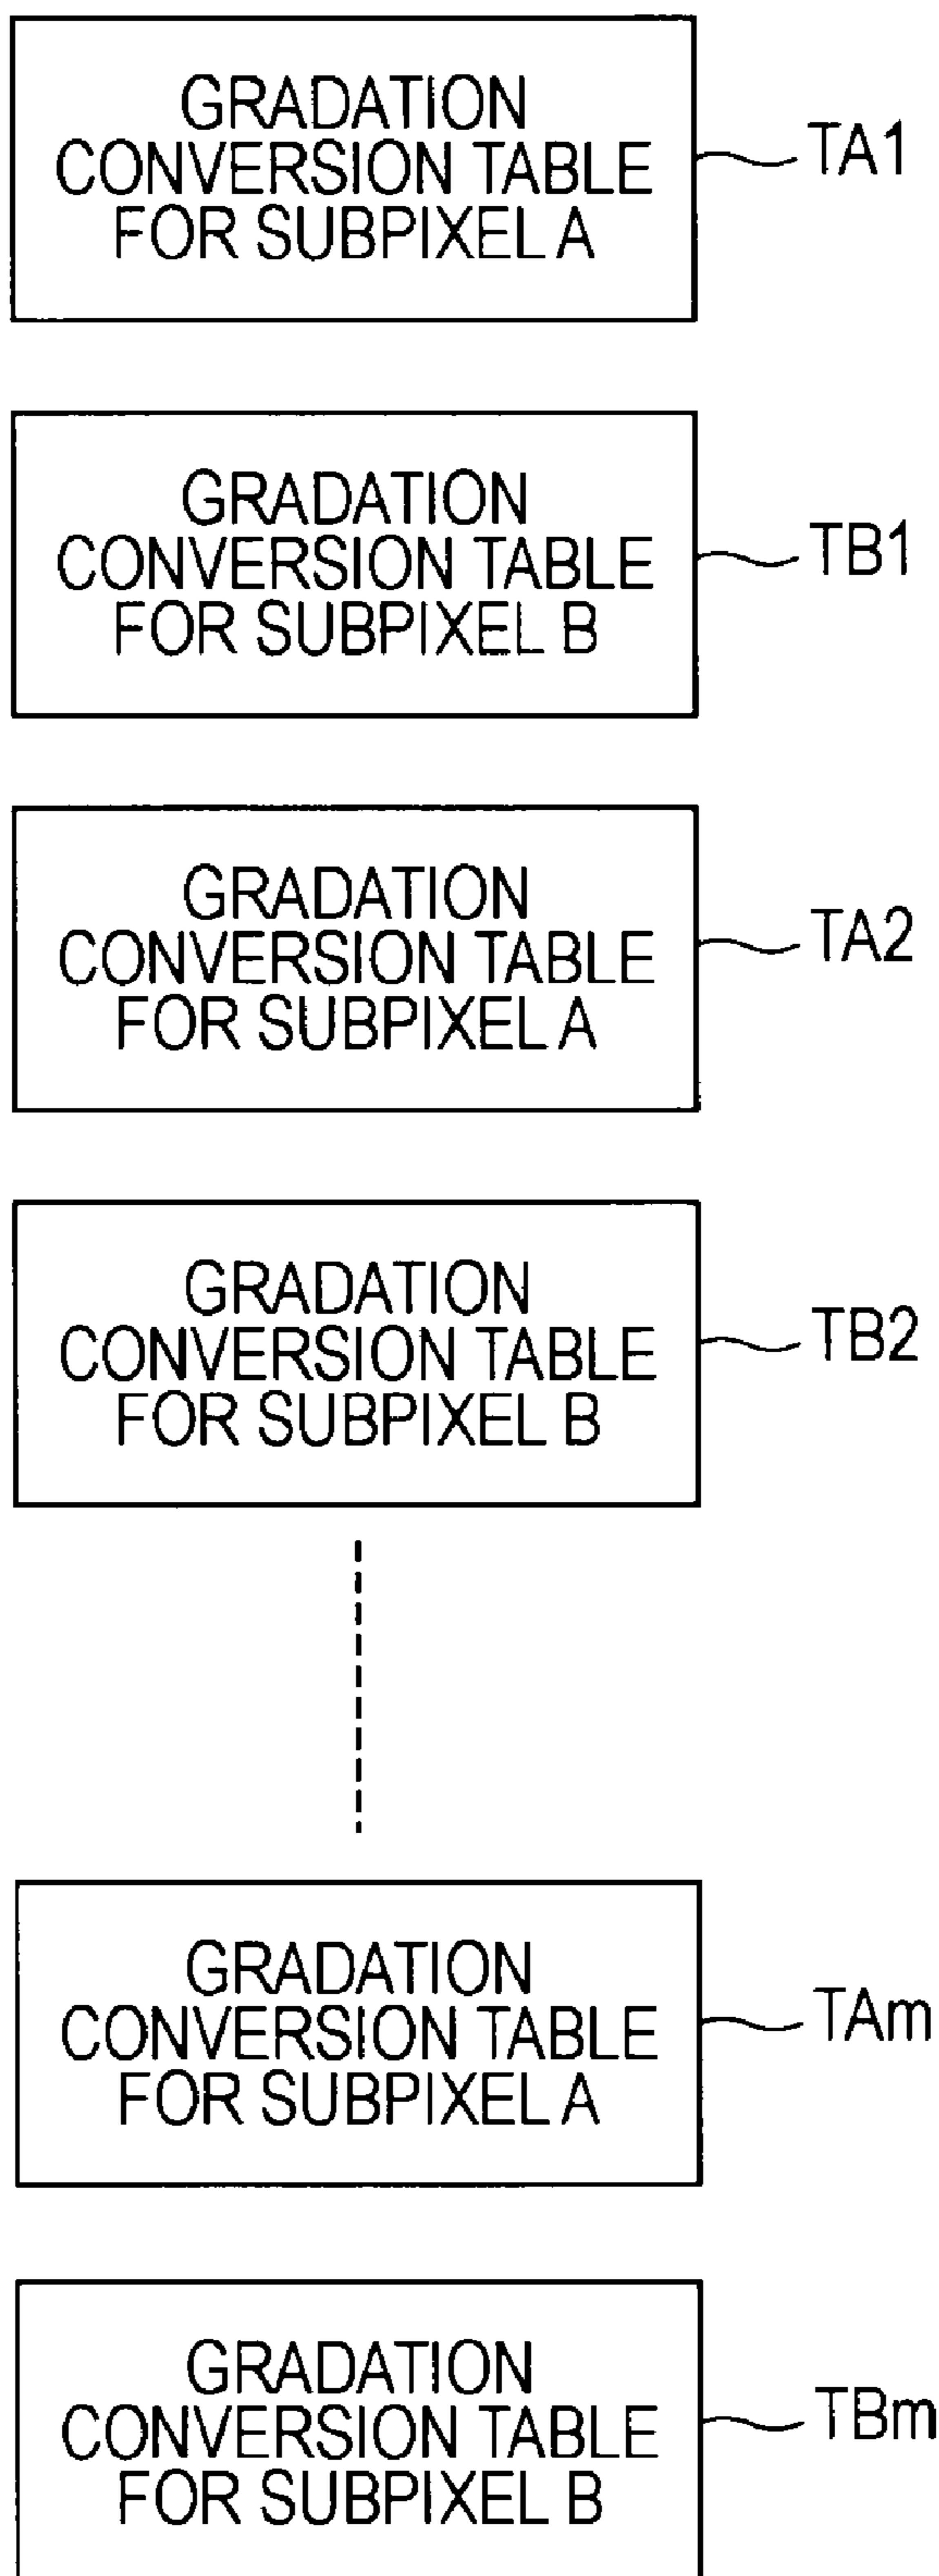 GRADATION
CONVERSION TABLE
FOR SUBPIXEL A
TA1
GRADATION
CONVERSION TABLE
FOR SUBPIXEL B
TB1
GRADATION
CONVERSION TABLE
FOR SUBPIXEL A
TA2
GRADATION
CONVERSION TABLE
FOR SUBPIXEL B
TB2
GRADATION
CONVERSION TABLE
FOR SUBPIXEL A
TAm
GRADATION
CONVERSION TABLE
FOR SUBPIXEL B
TBm